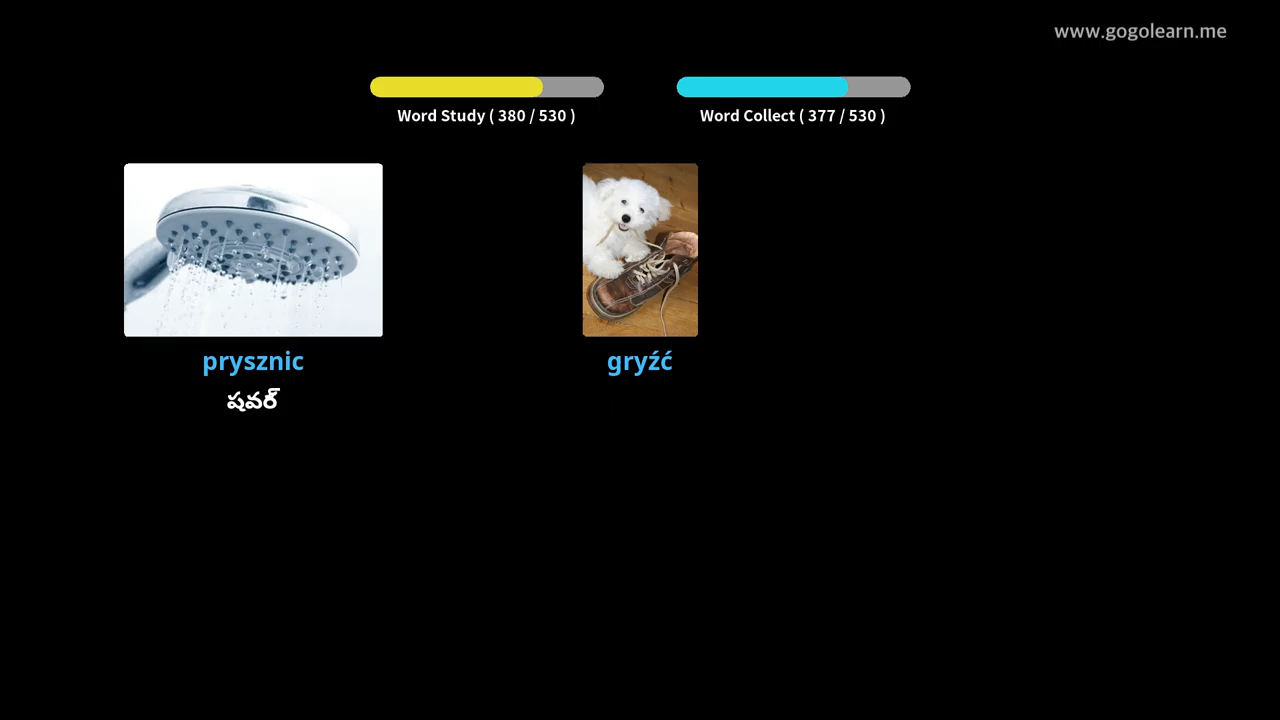 www.gogolearn.me
Word Study ( 380 / 530 )
Word Collect ( 377 / 530 )
prysznic
gryźć
షవర్